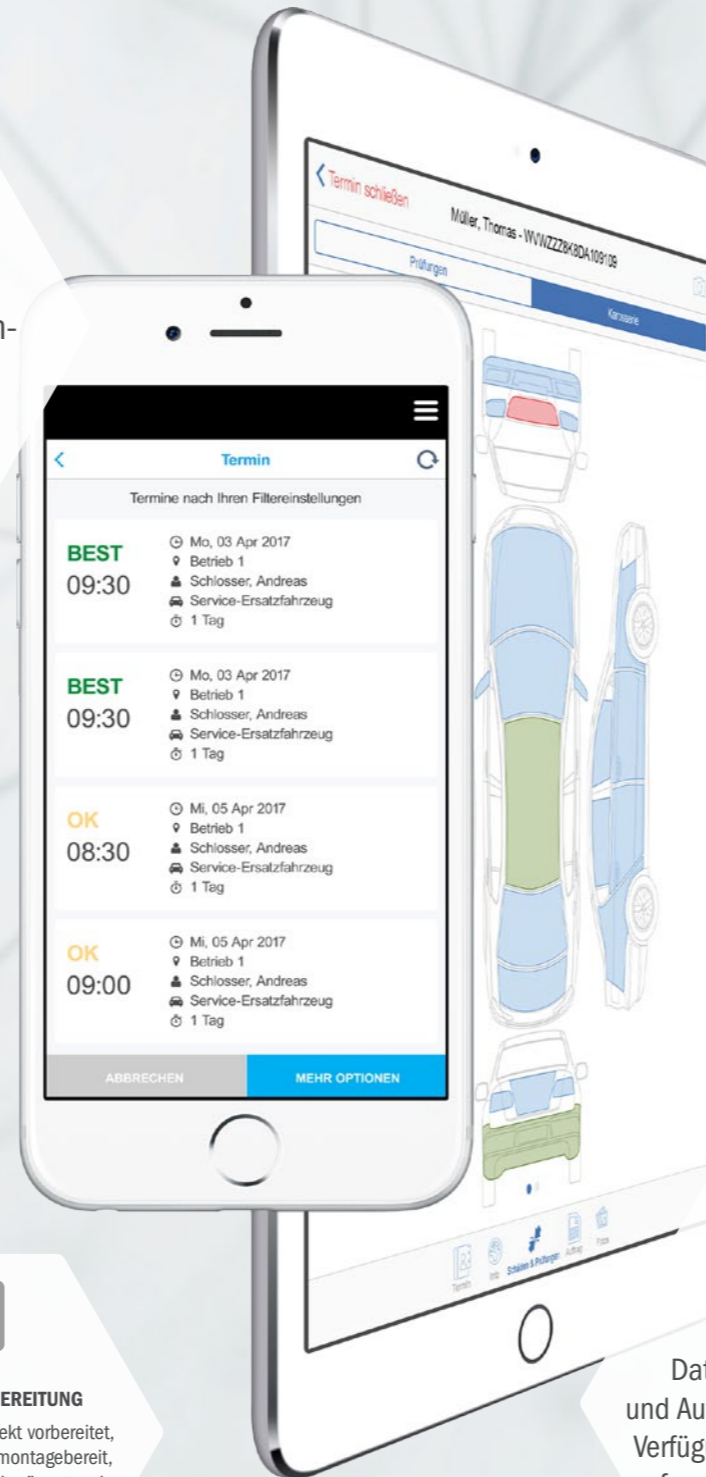 Termin schließen
Müller, Thomas - WVWZZZ8K8DA109109
Prüfungen
Karosserie
n-
Termin
Termine nach Ihren Filtereinstellungen
BEST
09:30
Mo, 03 Apr 2017
Betrieb 1
Schlosser, Andreas
Service-Ersatzfahrzeug
1 Tag
BEST
09:30
Mo, 03 Apr 2017
Betrieb 1
Schlosser, Andreas
Service-Ersatzfahrzeug
1 Tag
OK
08:30
Mi, 05 Apr 2017
Betrieb 1
Schlosser, Andreas
Service-Ersatzfahrzeug
1 Tag
OK
09:00
Mi, 05 Apr 2017
Betrieb 1
Schlosser, Andreas
Service-Ersatzfahrzeug
1 Tag
ABBRECHEN
MEHR OPTIONEN
Termin
Info
Schäden & Prüfungen
Auftrag
Fotos
EREITUNG
ekt vorbereitet,
montagebereit,
Dat
und Au
Verfüge